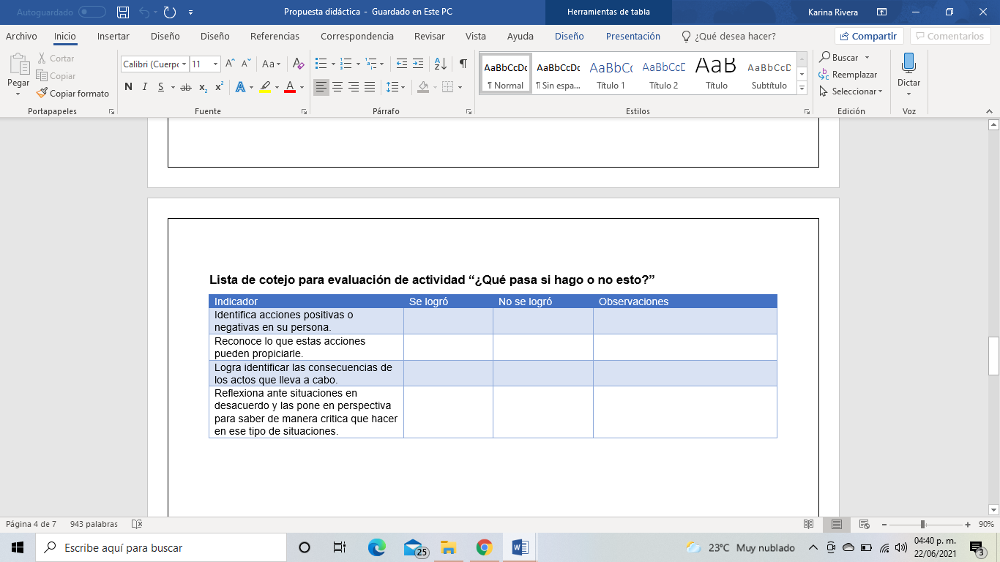 Autoguardado
Propuesta didáctica - Guardado en Este PC
Herramientas de tabla
Karina Rivera
Archivo Inicio Insertar Diseño Diseño Referencias Correspondencia Revisar Vista Ayuda Diseño Presentación ¿Qué desea hacer? Compartir Comentarios
Pegar
Cortar
Copiar
Copiar formato
Portapapeles
Calibri (Cuerpo 11
N I S ab x₂ x² A A
Fuente
Párrafo
AaBbCcDc AaBbCcDc AaBbCc AaBbCcD AaB AaBbCcD
¶ Normal ¶ Sin espa... Título 1 Título 2 Título Subtítulo
Estilos
Buscar
Reemplazar
Seleccionar
Edición
Dictar
Voz
Lista de cotejo para evaluación de actividad “¿Qué pasa si hago o no esto?”
Indicador Se logró No se logró Observaciones
Identifica acciones positivas o
negativas en su persona.
Reconoce lo que estas acciones
pueden propiciarle.
Logra identificar las consecuencias de
los actos que lleva a cabo.
Reflexiona ante situaciones en
desacuerdo y las pone en perspectiva
para saber de manera critica que hacer
en ese tipo de situaciones.
Página 4 de 7 943 palabras 90%
Escribe aquí para buscar
25
23°C Muy nublado
04:40 p. m.
22/06/2021
3